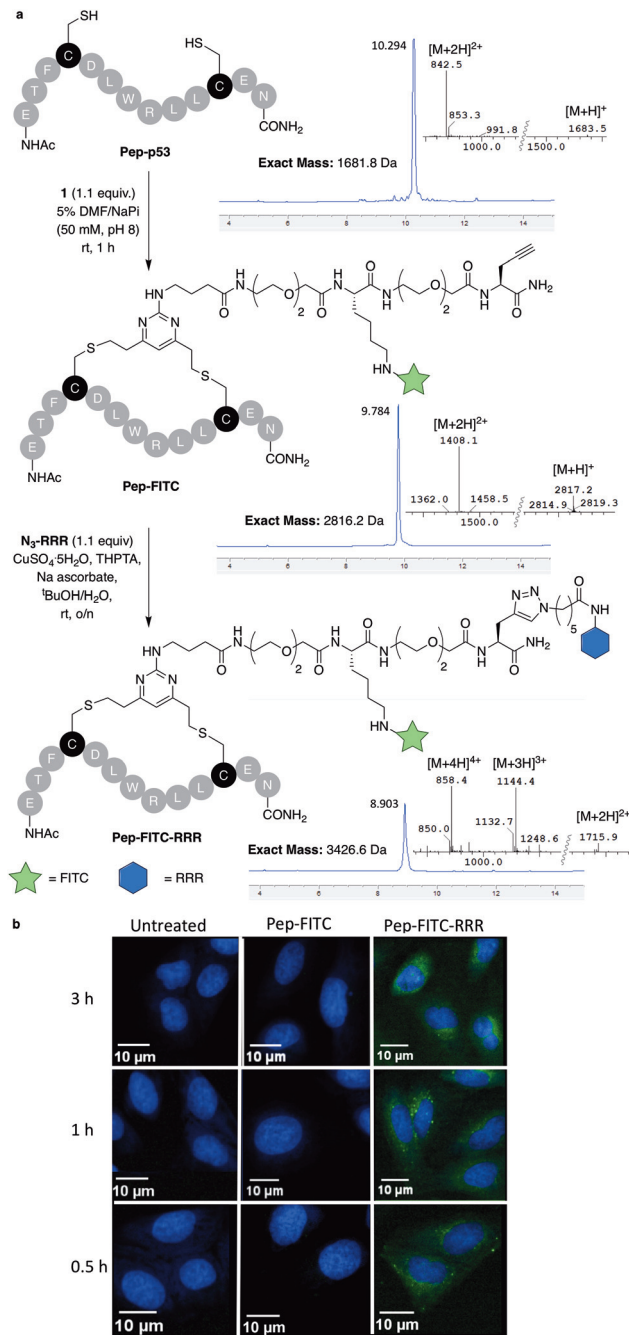 a
SH
HS
E T F C D L W R L L C E N
NHAc
CONH2
Pep-p53
10.294
[M+2H]2+
842.5
853.3
991.8
[M+H]+
1683.5
1000.0
1500.0
Exact Mass: 1681.8 Da
4 6 8 10 12 14
1 (1.1 equiv.)
5% DMF/NaPi
(50 mM, pH 8)
rt, 1 h
HN
O
H
N
O
2
O
H
N
O
N
H
O
2
O
N
H
O
NH2
N
N
HN
S
S
E T F C D L W R L L C E N
NHAc
CONH2
Pep-FITC
9.784
[M+2H]2+
1408.1
1362.0
1458.5
[M+H]+
2817.2
2814.9
2819.3
1500.0
Exact Mass: 2816.2 Da
4 6 8 10 12 14
N3-RRR (1.1 equiv)
CuSO4·5H2O, THPTA,
Na ascorbate,
tBuOH/H2O,
rt, o/n
N=N
N
O
5
HN
HN
O
H
N
O
2
O
H
N
O
N
H
O
2
O
N
H
O
NH2
N
N
HN
S
S
E T F C D L W R L L C E N
NHAc
CONH2
Pep-FITC-RRR
8.903
[M+4H]4+
858.4
850.0
[M+3H]3+
1144.4
1132.7
1248.6
[M+2H]2+
1715.9
1000.0
Exact Mass: 3426.6 Da
4 6 8 10 12 14
= FITC
= RRR
b
Untreated Pep-FITC Pep-FITC-RRR
3 h
10 µm 10 µm 10 µm
1 h
10 µm 10 µm 10 µm
0.5 h
10 µm 10 µm 10 µm